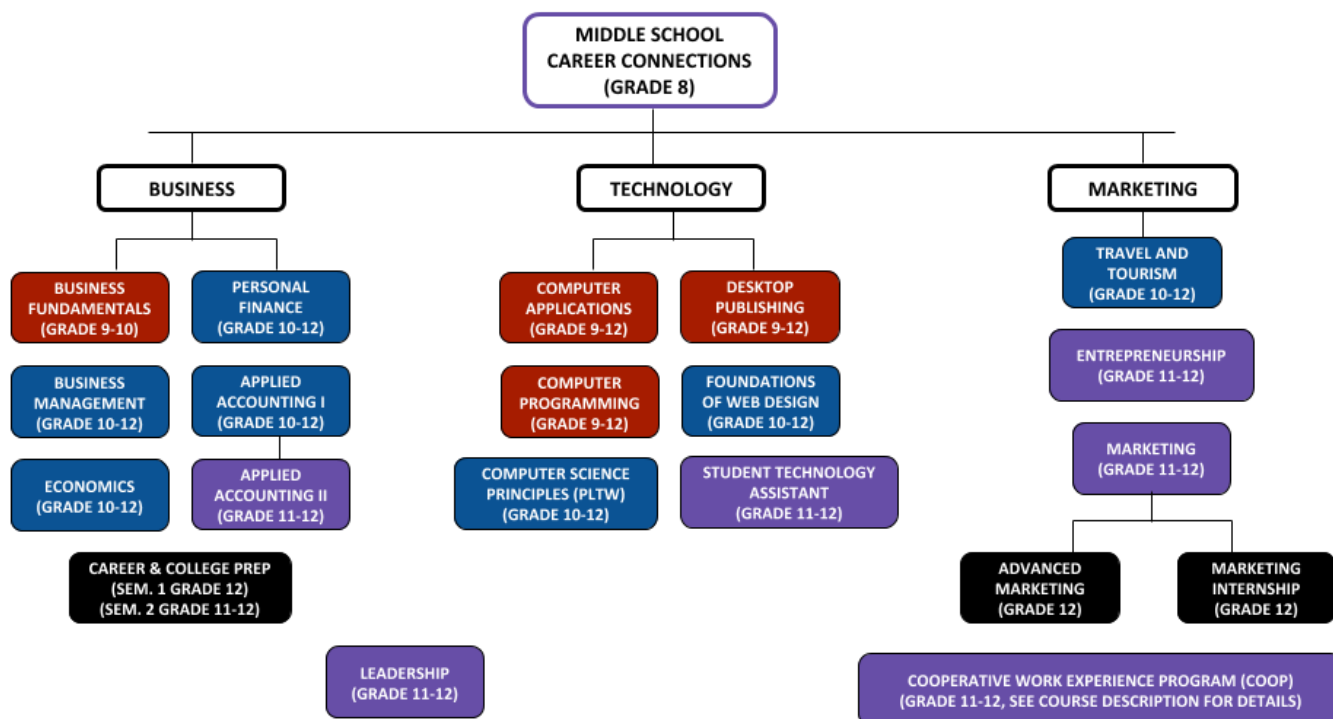 MIDDLE SCHOOL
CAREER CONNECTIONS
(GRADE 8)
BUSINESS
TECHNOLOGY
MARKETING
BUSINESS
FUNDAMENTALS
(GRADE 9-10)
PERSONAL
FINANCE
(GRADE 10-12)
COMPUTER
APPLICATIONS
(GRADE 9-12)
DESKTOP
PUBLISHING
(GRADE 9-12)
TRAVEL AND
TOURISM
(GRADE 10-12)
BUSINESS
MANAGEMENT
(GRADE 10-12)
APPLIED
ACCOUNTING I
(GRADE 10-12)
COMPUTER
PROGRAMMING
(GRADE 9-12)
FOUNDATIONS
OF WEB DESIGN
(GRADE 10-12)
ENTREPRENEURSHIP
(GRADE 11-12)
ECONOMICS
(GRADE 10-12)
APPLIED
ACCOUNTING II
(GRADE 11-12)
COMPUTER SCIENCE
PRINCIPLES (PLTW)
(GRADE 10-12)
STUDENT TECHNOLOGY
ASSISTANT
(GRADE 11-12)
MARKETING
(GRADE 11-12)
CAREER & COLLEGE PREP
(SEM. 1 GRADE 12)
(SEM. 2 GRADE 11-12)
ADVANCED
MARKETING
(GRADE 12)
MARKETING
INTERNSHIP
(GRADE 12)
LEADERSHIP
(GRADE 11-12)
COOPERATIVE WORK EXPERIENCE PROGRAM (COOP)
(GRADE 11-12, SEE COURSE DESCRIPTION FOR DETAILS)